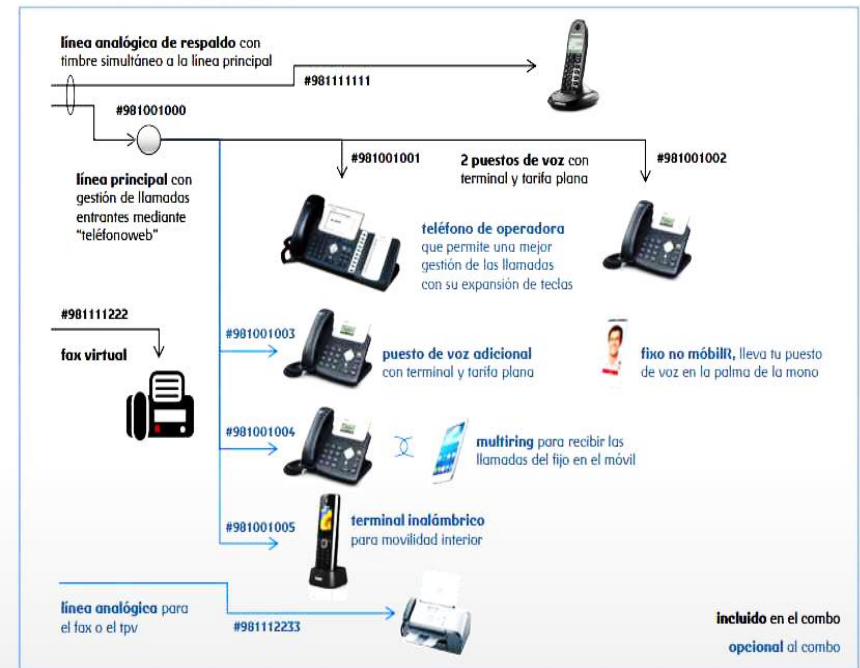 línea analógica de respaldo con
timbre simultáneo a la línea principal
#981111111
#981001000
#981001001
2 puestos de voz con
terminal y tarifa plana
#981001002
línea principal con
gestión de llamadas
entrantes mediante
“teléfonoweb”
teléfono de operadora
que permite una mejor
gestión de las llamadas
con su expansión de teclas
#981111222
fax virtual
#981001003
puesto de voz adicional
con terminal y tarifa plana
fixo no móbilR, lleva tu puesto
de voz en la palma de la mono
#981001004
multiring para recibir las
llamadas del fijo en el móvil
#981001005
terminal inalámbrico
para movilidad interior
línea analógica para
el fax o el tpv
#981112233
incluido en el combo
opcional al combo